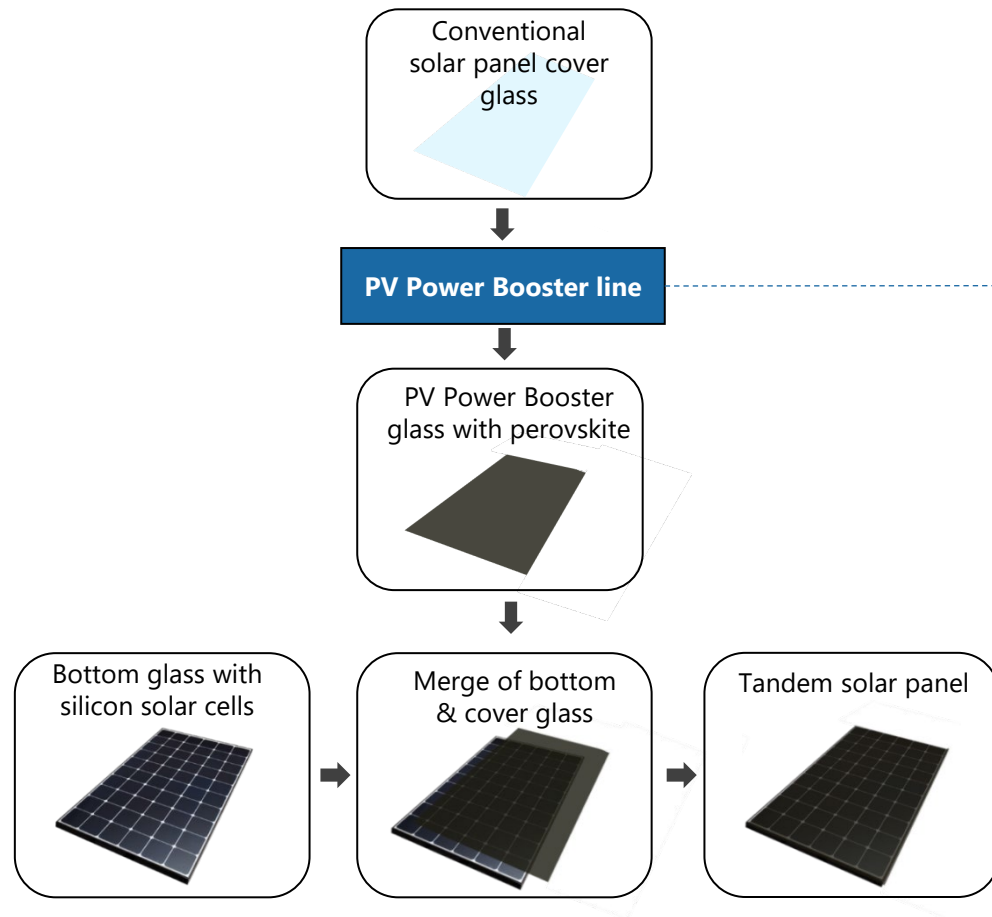 Conventional
solar panel cover
glass
PV Power Booster line
PV Power Booster
glass with perovskite
Bottom glass with
silicon solar cells
Merge of bottom
& cover glass
Tandem solar panel